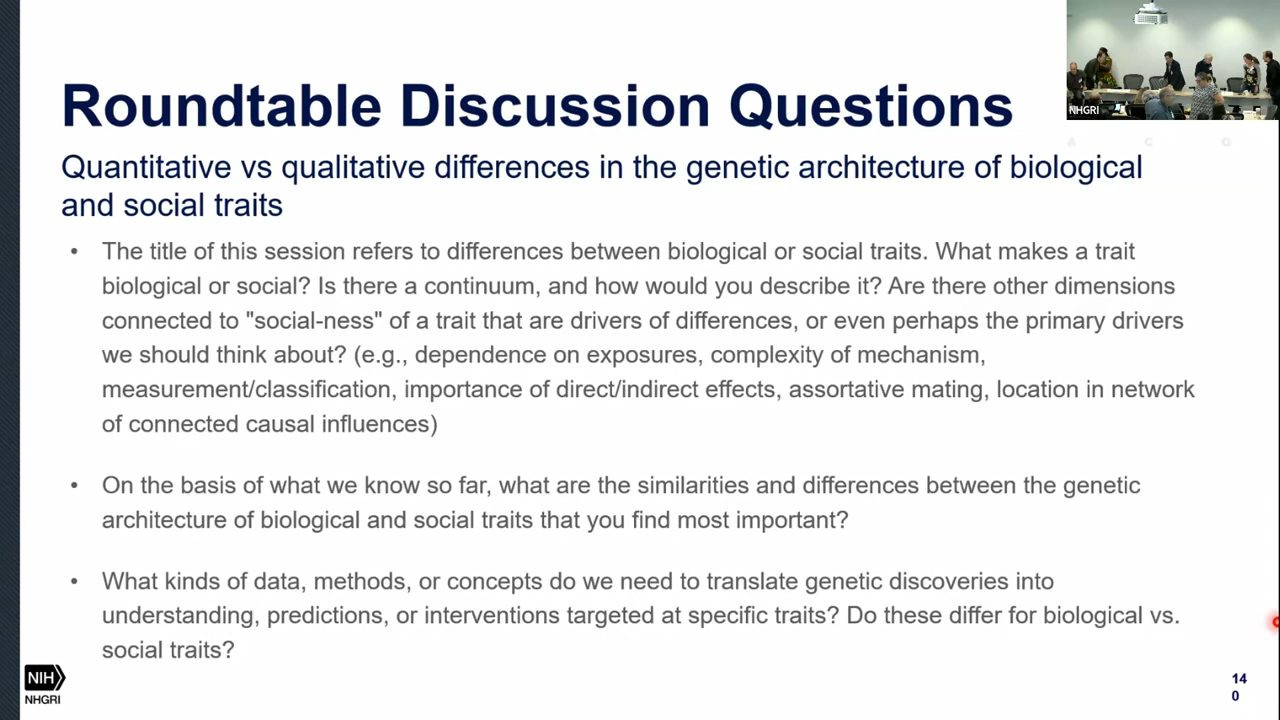 Roundtable Discussion Questions
NHGRI
Quantitative vs qualitative differences in the genetic architecture of biological
and social traits
• The title of this session refers to differences between biological or social traits. What makes a trait
biological or social? Is there a continuum, and how would you describe it? Are there other dimensions
connected to "social-ness" of a trait that are drivers of differences, or even perhaps the primary drivers
we should think about? (e.g., dependence on exposures, complexity of mechanism,
measurement/classification, importance of direct/indirect effects, assortative mating, location in network
of connected causal influences)
• On the basis of what we know so far, what are the similarities and differences between the genetic
architecture of biological and social traits that you find most important?
• What kinds of data, methods, or concepts do we need to translate genetic discoveries into
understanding, predictions, or interventions targeted at specific traits? Do these differ for biological vs.
social traits?
NIH
NHGRI
14
0